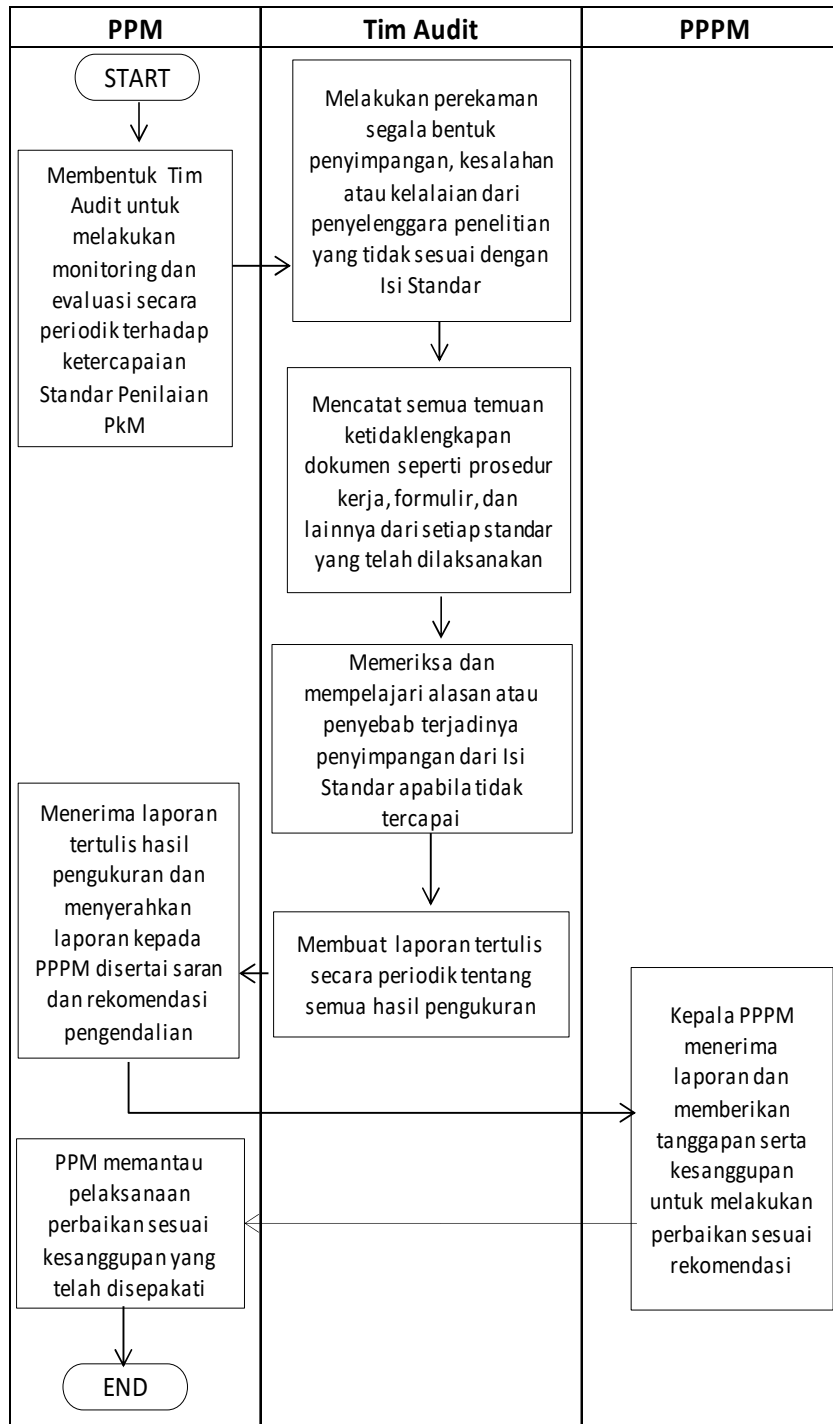 PPM
Tim Audit
PPPM
START
Membentuk Tim
Audit untuk
melakukan
monitoring dan
evaluasi secara
periodik terhadap
ketercapaian
Standar Penilaian
PkM
Melakukan perekaman
segala bentuk
penyimpangan, kesalahan
atau kelalaian dari
penyelenggara penelitian
yang tidak sesuai dengan
Isi Standar
Mencatat semua temuan
ketidaklengkapan
dokumen seperti prosedur
kerja, formulir, dan
lainnya dari setiap standar
yang telah dilaksanakan
Memeriksa dan
mempelajari alasan atau
penyebab terjadinya
penyimpangan dari Isi
Standar apabila tidak
tercapai
Membuat laporan tertulis
secara periodik tentang
semua hasil pengukuran
Menerima laporan
tertulis hasil
pengukuran dan
menyerahkan
laporan kepada
PPPM disertai saran
dan rekomendasi
pengendalian
Kepala PPPM
menerima
laporan dan
memberikan
tanggapan serta
kesanggupan
untuk melakukan
perbaikan sesuai
rekomendasi
PPM memantau
pelaksanaan
perbaikan sesuai
kesanggupan yang
telah disepakati
END